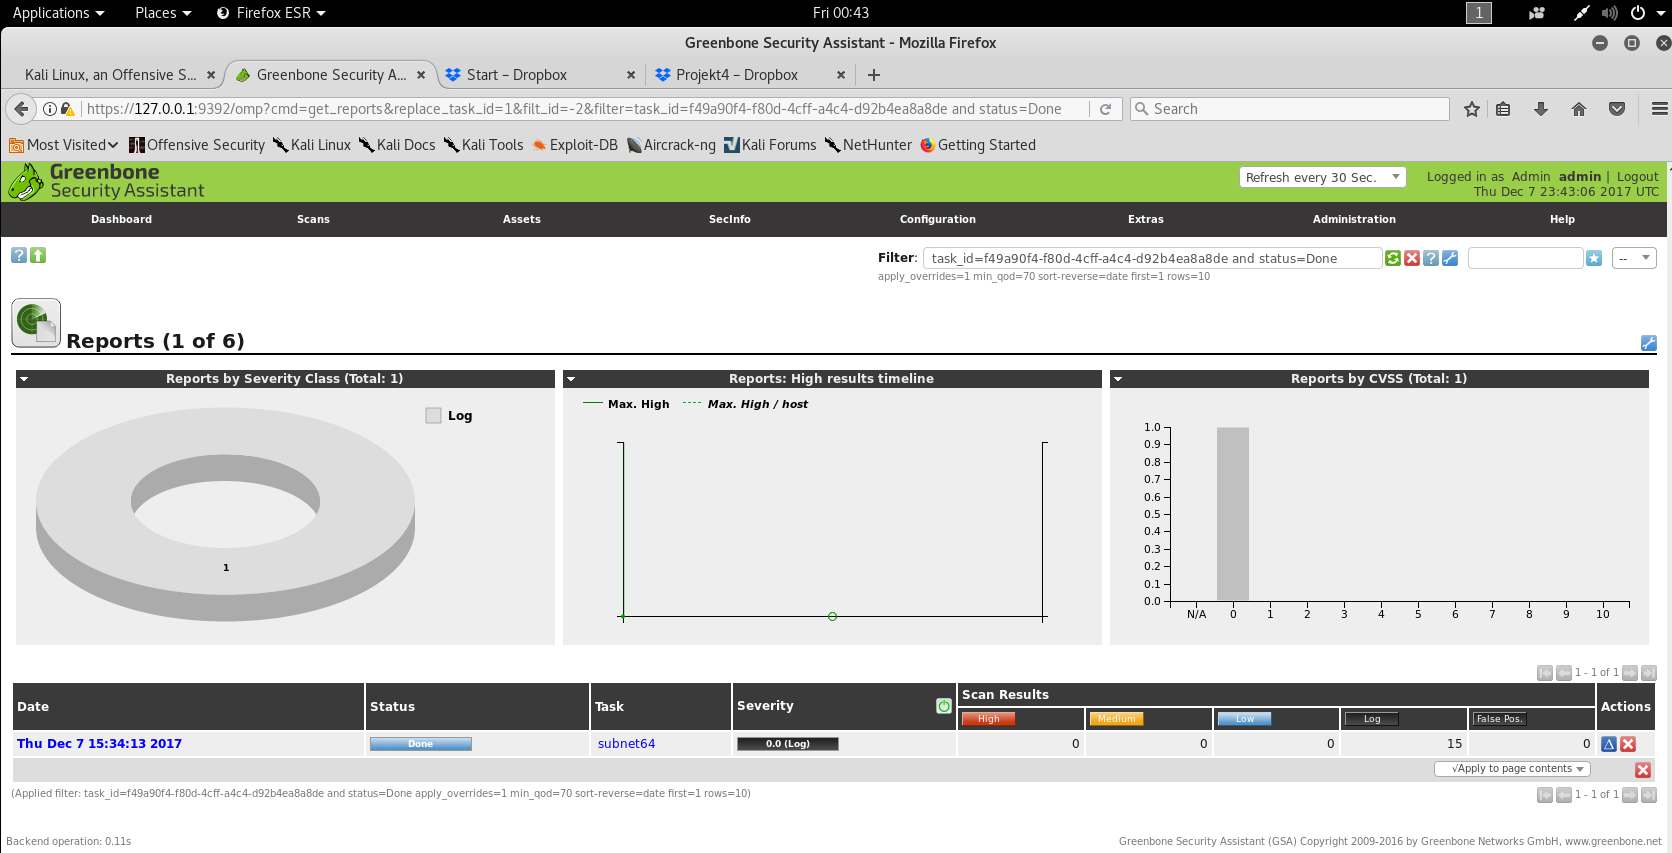 Applications Places Firefox ESR Fri 00:43 1
Greenbone Security Assistant - Mozilla Firefox
Kali Linux, an Offensive S... Greenbone Security A... Start – Dropbox Projekt4 – Dropbox
https://127.0.0.1:9392/omp?cmd=get_reports&replace_task_id=1&filt_id=-2&filter=task_id=f49a90f4-f80d-4cff-a4c4-d92b4ea8a8de and status=Done Search
Most Visited Offensive Security Kali Linux Kali Docs Kali Tools Exploit-DB Aircrack-ng Kali Forums NetHunter Getting Started
Greenbone
Security Assistant
Refresh every 30 Sec.
Logged in as Admin admin | Logout
Thu Dec 7 23:43:06 2017 UTC
Dashboard Scans Assets SecInfo Configuration Extras Administration Help
Filter: task_id=f49a90f4-f80d-4cff-a4c4-d92b4ea8a8de and status=Done --
apply_overrides=1 min_qod=70 sort-reverse=date first=1 rows=10
Reports (1 of 6)
Reports by Severity Class (Total: 1)
Log
1
Reports: High results timeline
Max. High Max. High / host
Reports by CVSS (Total: 1)
1.0
0.9
0.8
0.7
0.6
0.5
0.4
0.3
0.2
0.1
0.0
N/A 0 1 2 3 4 5 6 7 8 9 10
1 - 1 of 1
Date Status Task Severity Scan Results Actions
High Medium Low Log False Pos.
Thu Dec 7 15:34:13 2017 Done subnet64 0.0 (Log) 0 0 0 15 0
√Apply to page contents
(Applied filter: task_id=f49a90f4-f80d-4cff-a4c4-d92b4ea8a8de and status=Done apply_overrides=1 min_qod=70 sort-reverse=date first=1 rows=10) 1 - 1 of 1
Backend operation: 0.11s Greenbone Security Assistant (GSA) Copyright 2009-2016 by Greenbone Networks GmbH, www.greenbone.net